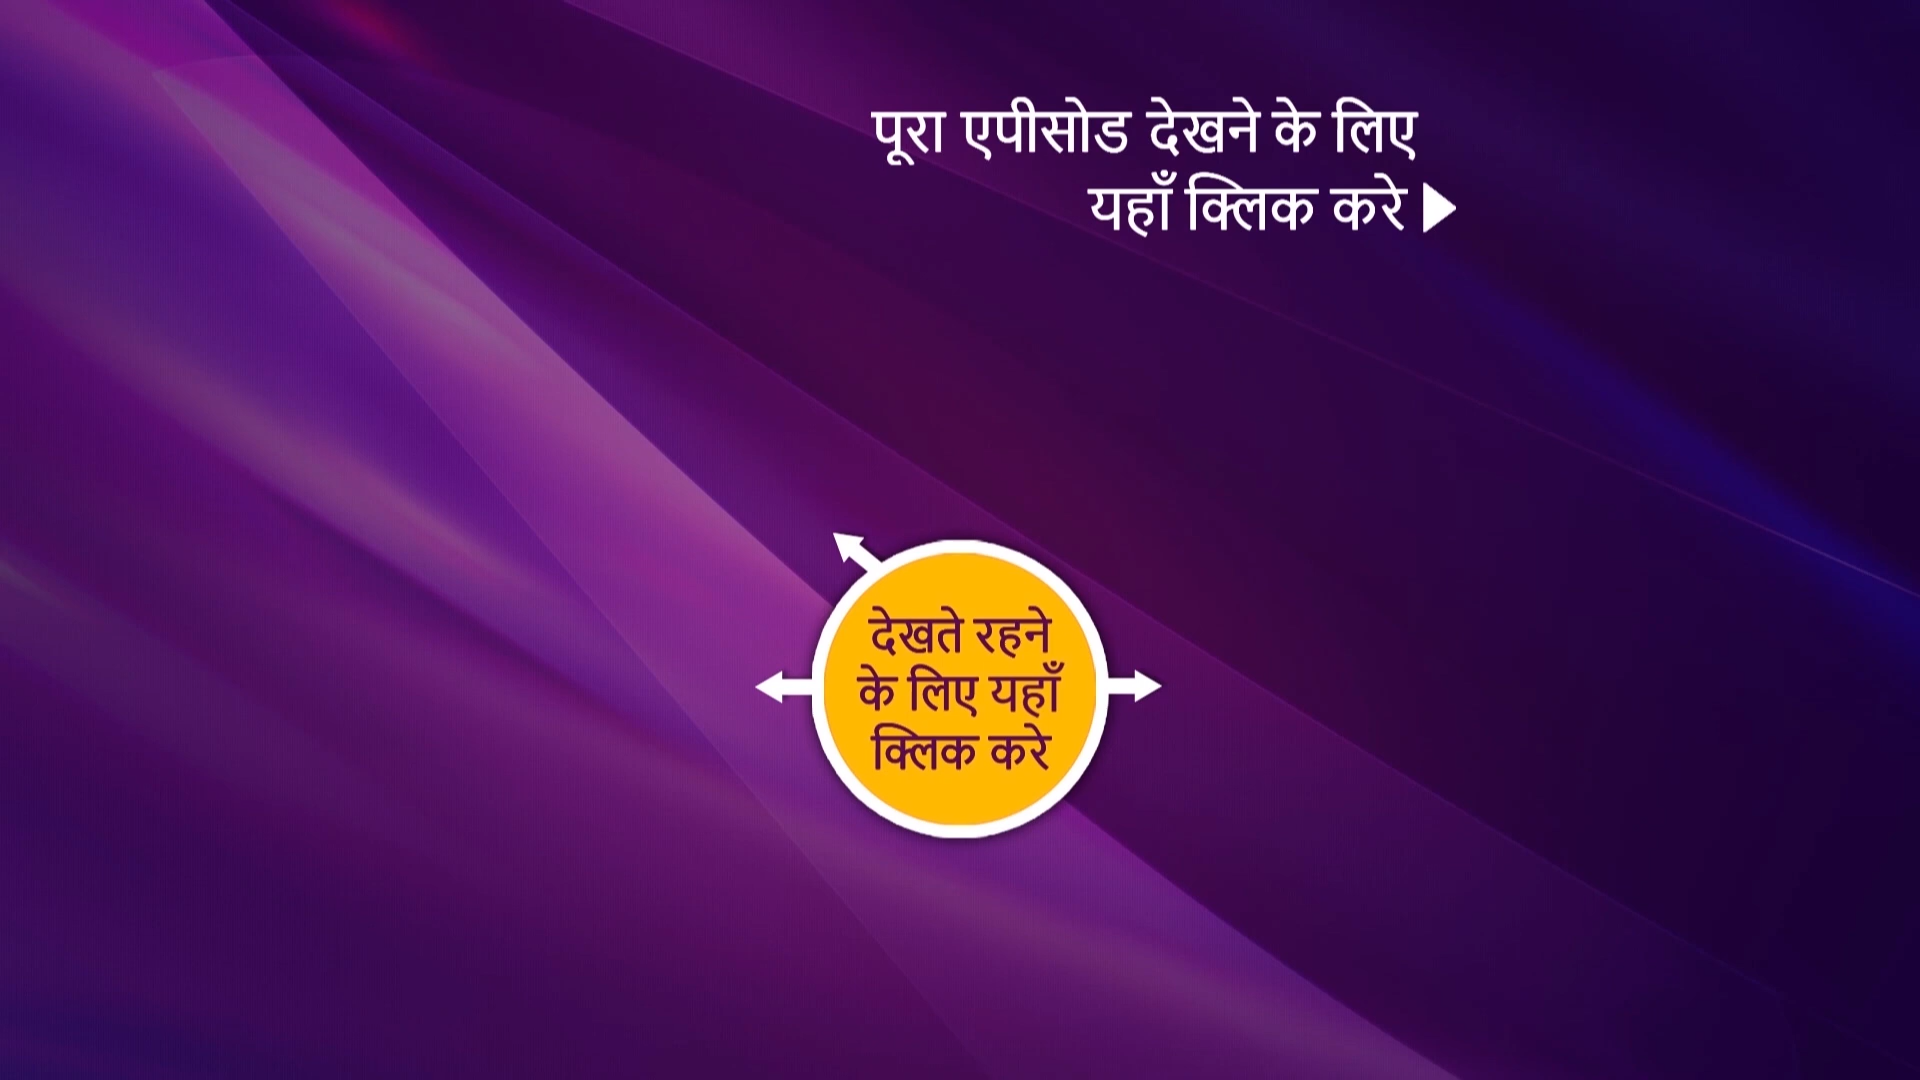 पूरा एपीसोड देखने के लिए
यहाँ क्लिक करे
देखते रहने
के लिए यहाँ
क्लिक करे